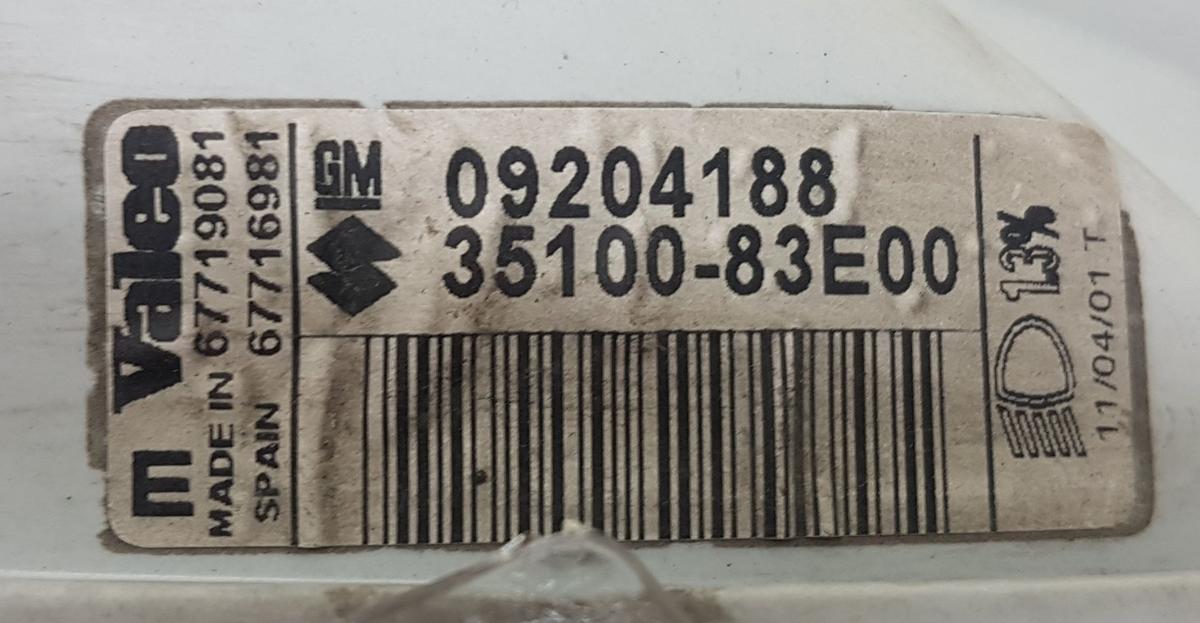 E
Valeo
MADE IN 67719081
SPAIN 67716981
GM
09204188
35100-83E00
1.3%
11/04/01 T